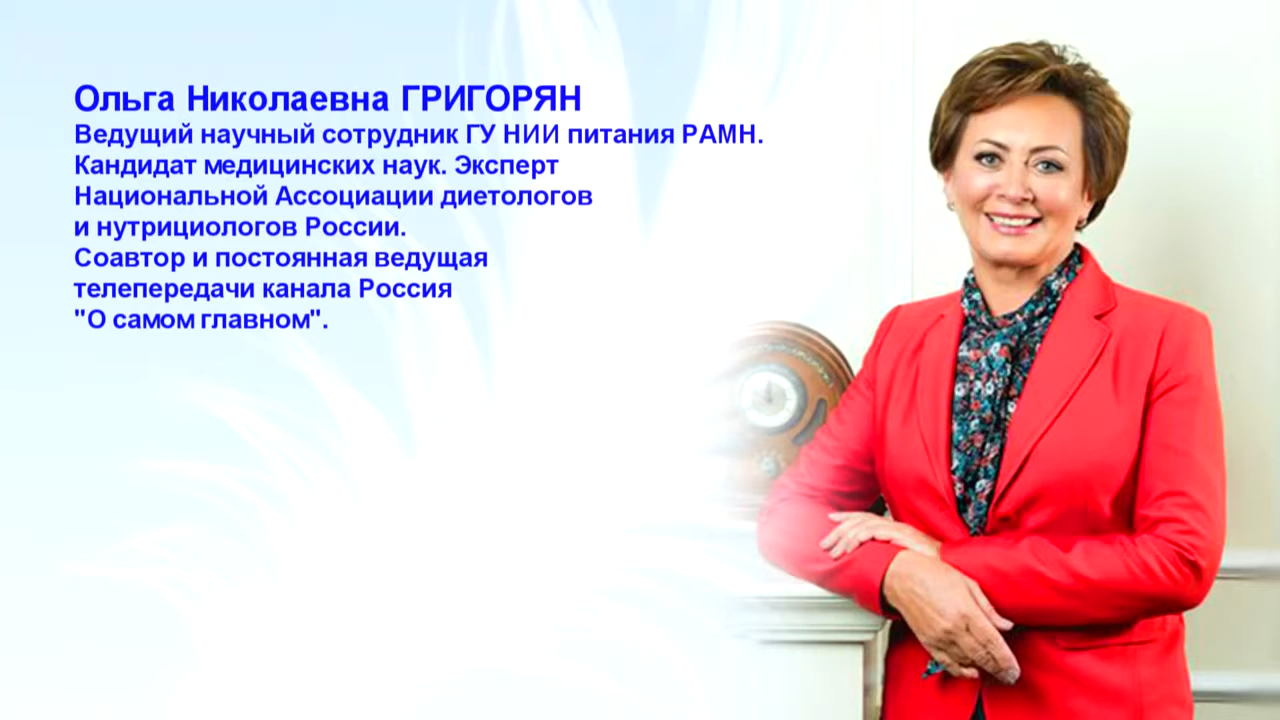 Ольга Николаевна ГРИГОРЯН
Ведущий научный сотрудник ГУ НИИ питания РАМН.
Кандидат медицинских наук. Эксперт
Национальной Ассоциации диетологов
и нутрициологов России.
Соавтор и постоянная ведущая
телепередачи канала Россия
"О самом главном".